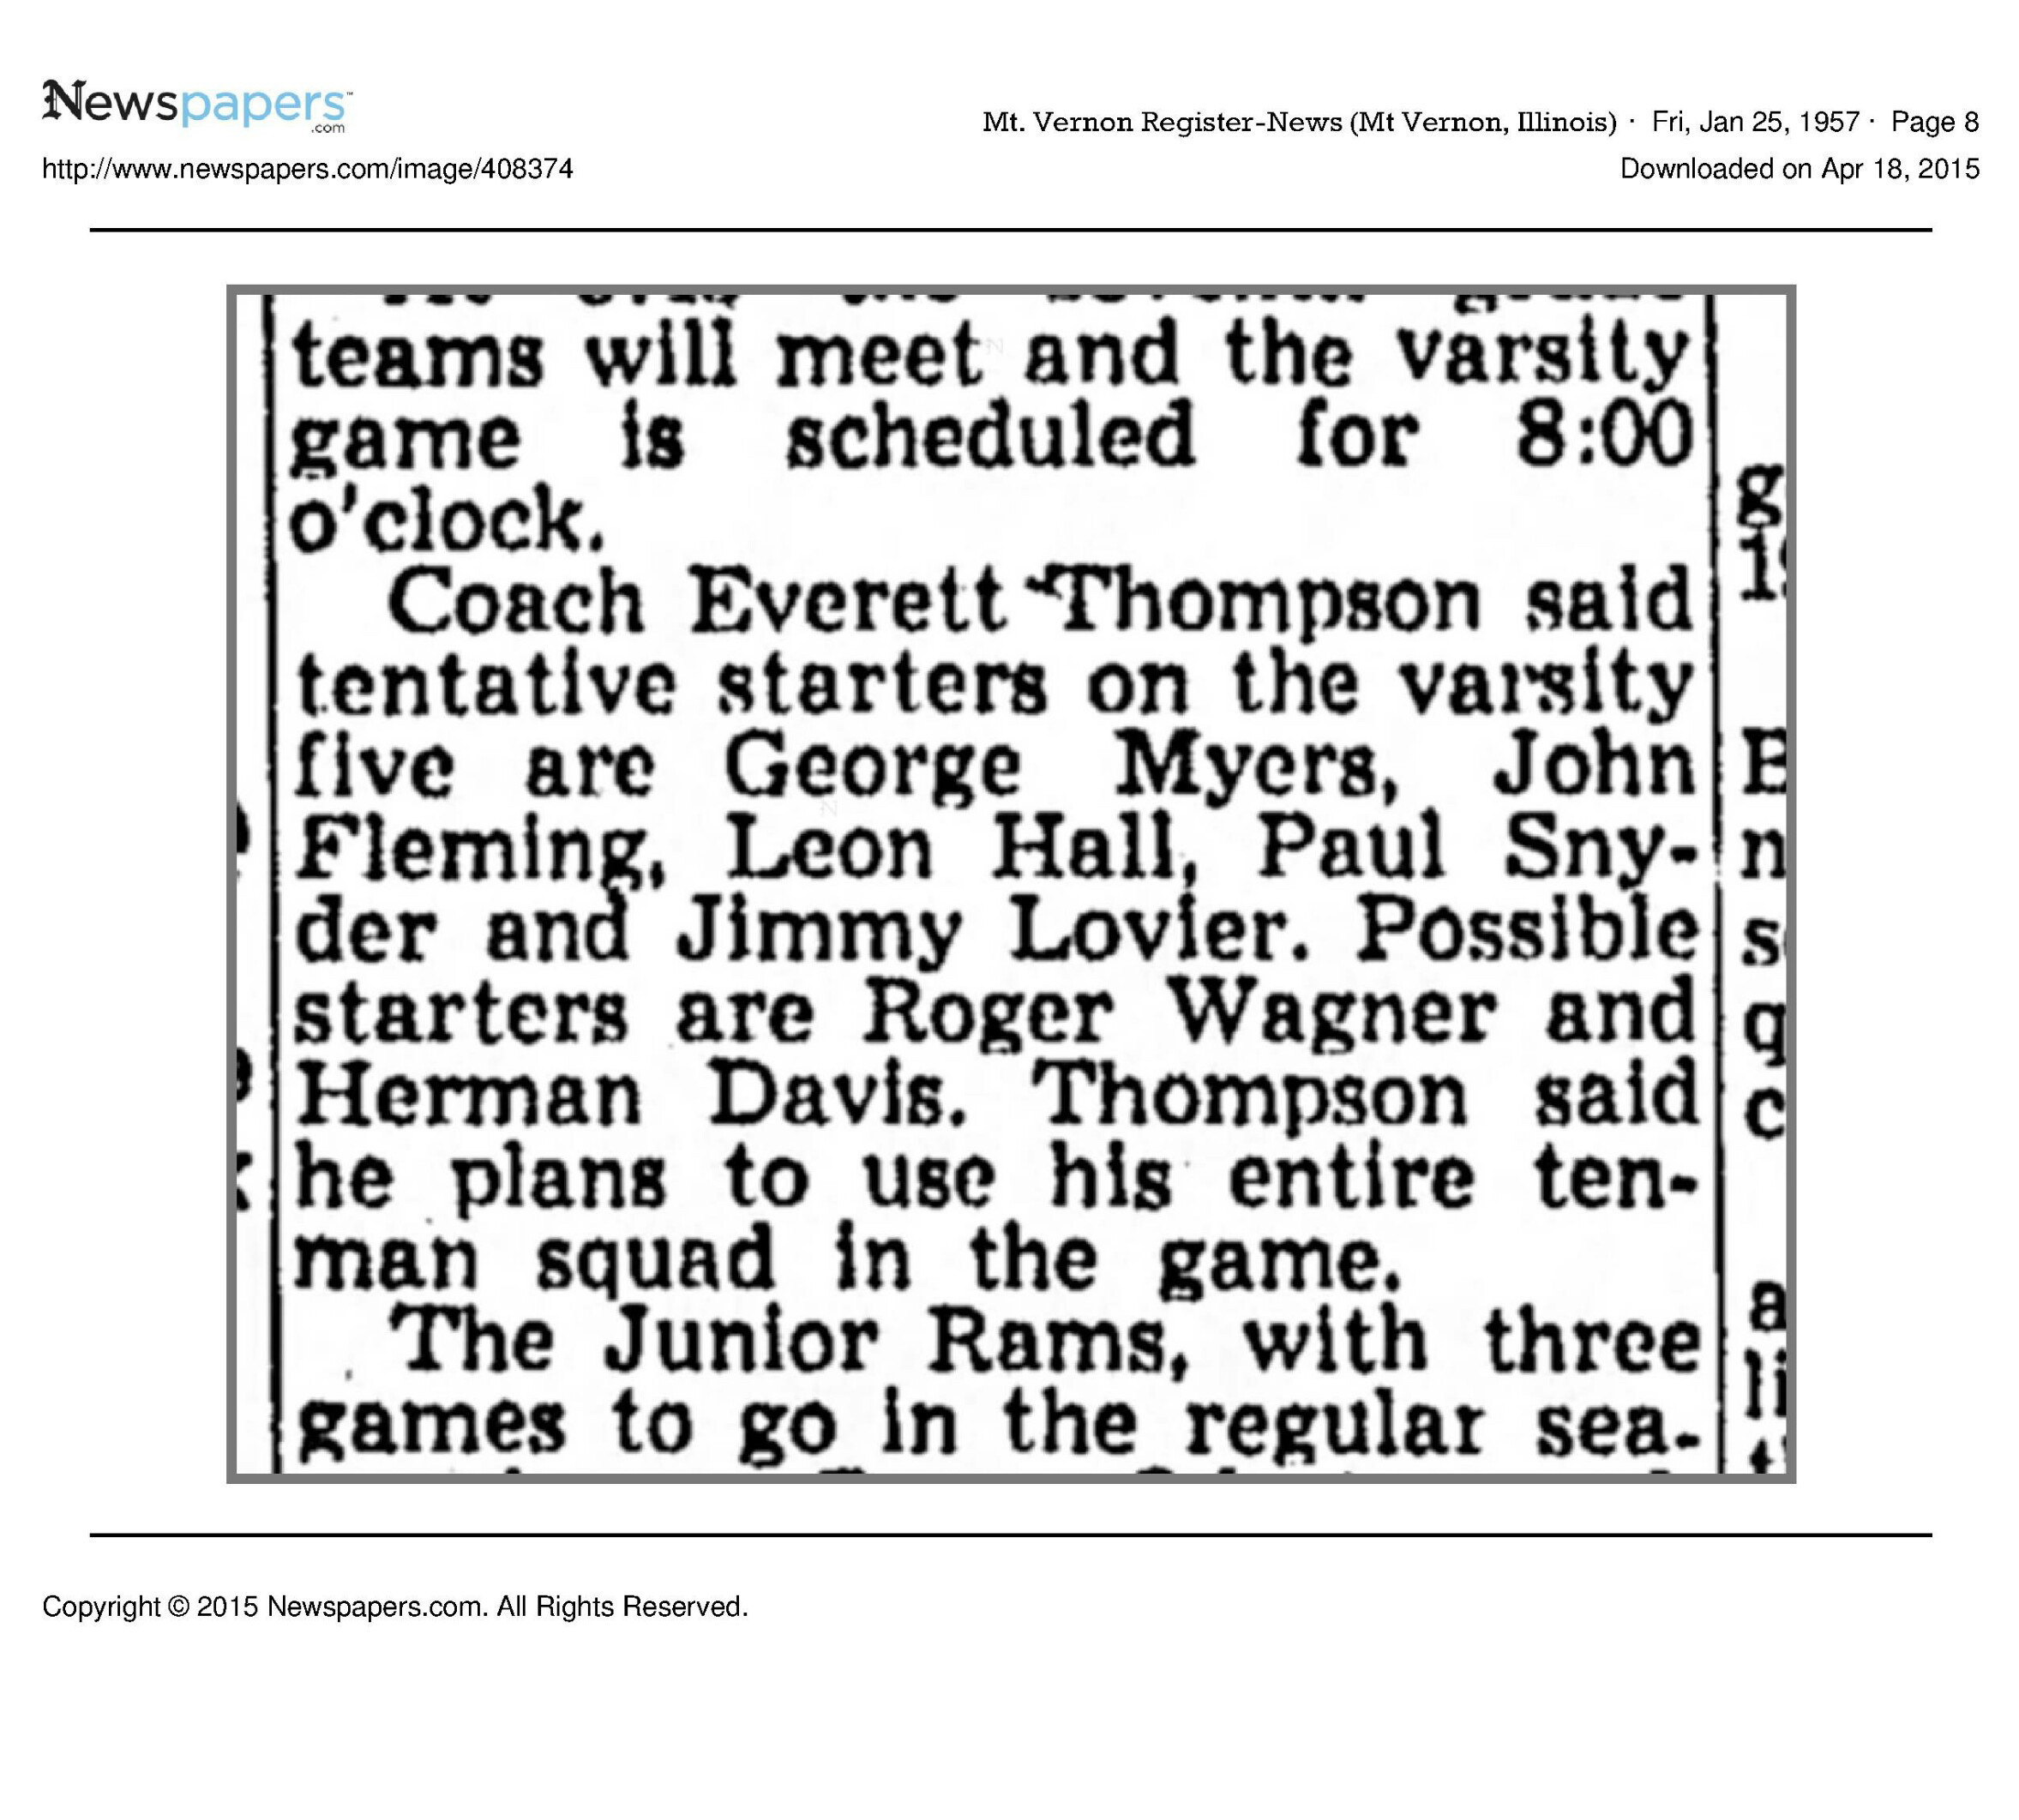 Newspapers™
.com
Mt. Vernon Register-News (Mt Vernon, Illinois) · Fri, Jan 25, 1957 · Page 8
http://www.newspapers.com/image/408374
Downloaded on Apr 18, 2015
teams will meet and the varsity
game is scheduled for 8:00
o'clock.
Coach Everett Thompson said
tentative starters on the varsity
five are George Myers, John
Fleming, Leon Hall, Paul Sny-
der and Jimmy Lovier. Possible
starters are Roger Wagner and
Herman Davis. Thompson said
he plans to use his entire ten-
man squad in the game.
The Junior Rams, with three
games to go in the regular sea-
Copyright © 2015 Newspapers.com. All Rights Reserved.